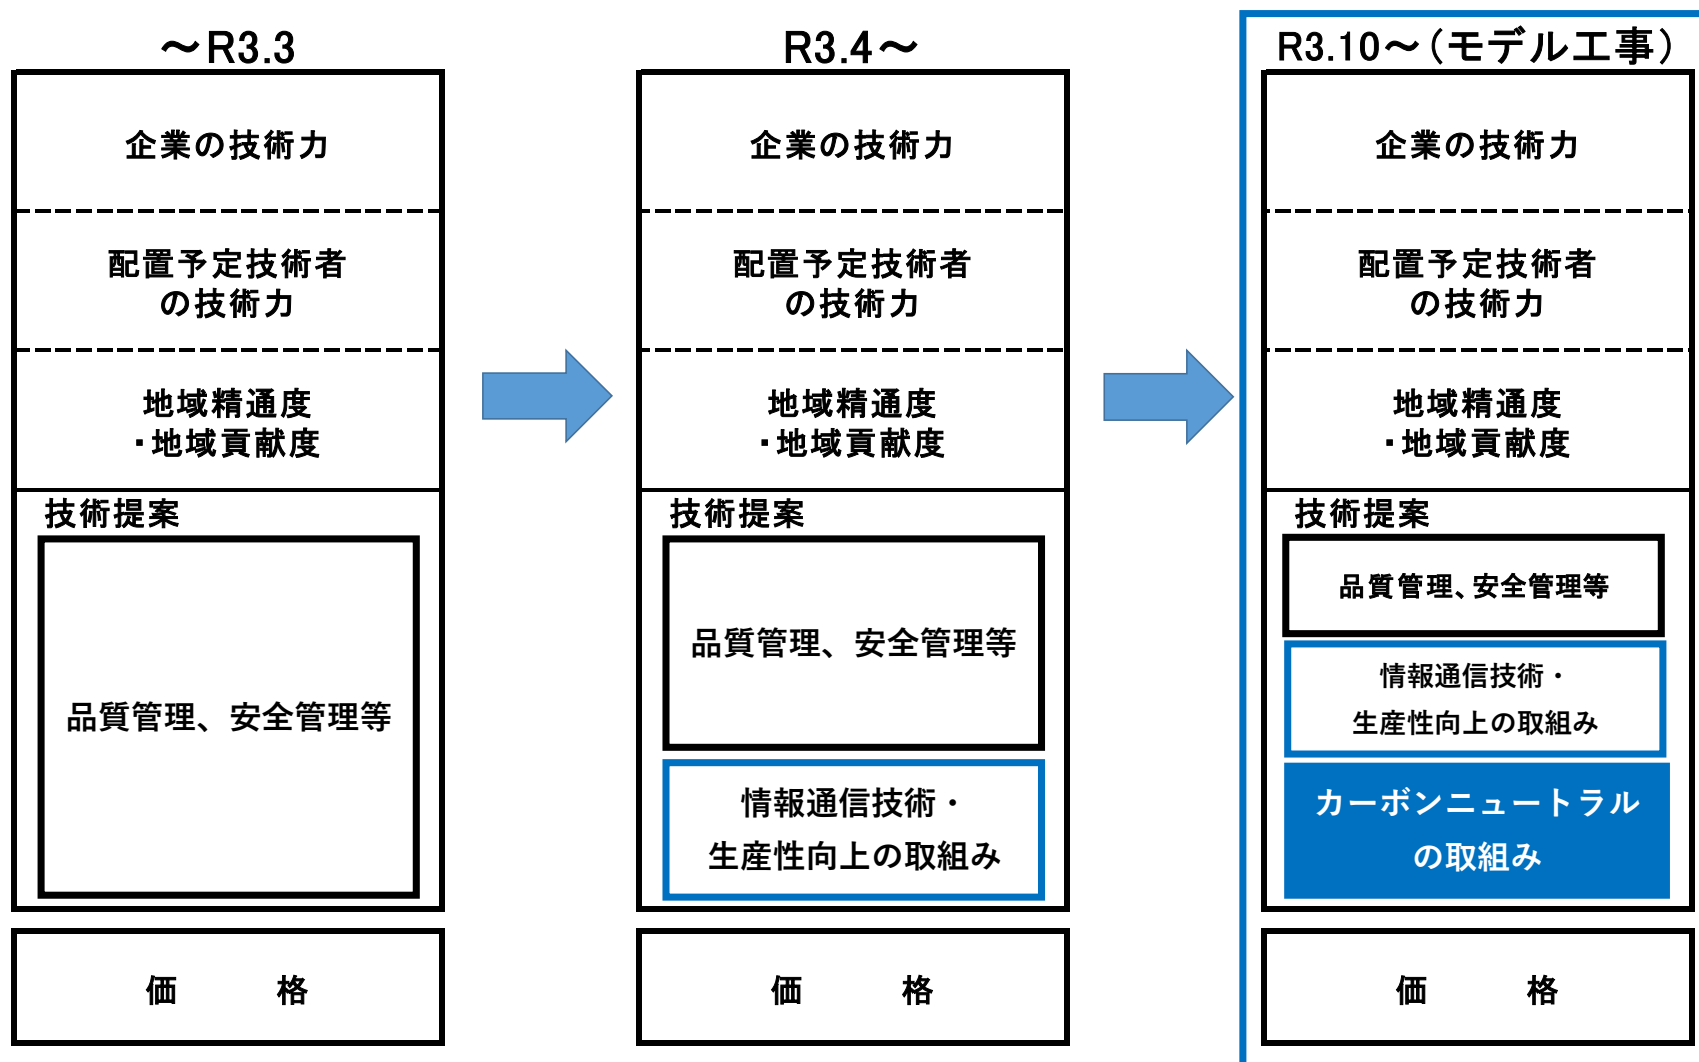 ～R3.3
企業の技術力
配置予定技術者
の技術力
地域精通度
・地域貢献度
技術提案
品質管理、安全管理等
価　　格
R3.4～
企業の技術力
配置予定技術者
の技術力
地域精通度
・地域貢献度
技術提案
品質管理、安全管理等
情報通信技術・
生産性向上の取組み
価　　格
R3.10～（モデル工事）
企業の技術力
配置予定技術者
の技術力
地域精通度
・地域貢献度
技術提案
品質管理、安全管理等
情報通信技術・
生産性向上の取組み
カーボンニュートラル
の取組み
価　　格